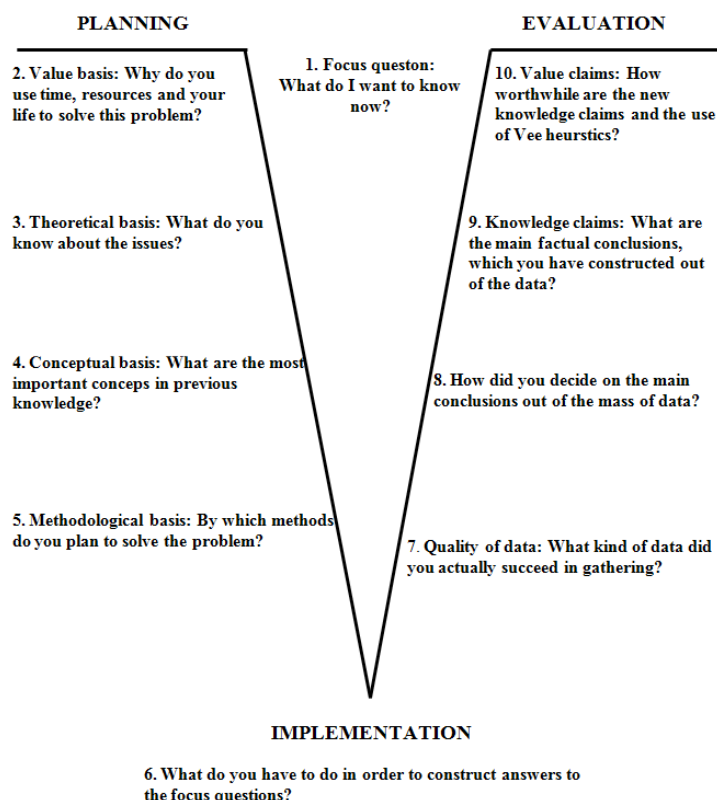 PLANNING
EVALUATION
1. Focus queston:
What do I want to know
now?
2. Value basis: Why do you
use time, resources and your
life to solve this problem?
3. Theoretical basis: What do you
know about the issues?
4. Conceptual basis: What are the most
important conceps in previous
knowledge?
5. Methodological basis: By which methods
do you plan to solve the problem?
IMPLEMENTATION
6. What do you have to do in order to construct answers to
the focus questions?
7. Quality of data: What kind of data did
you actually succeed in gathering?
8. How did you decide on the main
conclusions out of the mass of data?
9. Knowledge claims: What are
the main factual conclusions,
which you have constructed out
of the data?
10. Value claims: How
worthwhile are the new
knowledge claims and the use
of Vee heurstics?